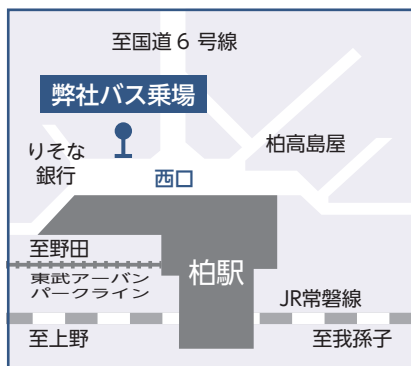 至国道6 号線
弊社バス乗場
柏高島屋
りそな
銀行
西口
至野田
柏駅
東武アーバン
パークライン
JR常磐線
至上野
至我孫子